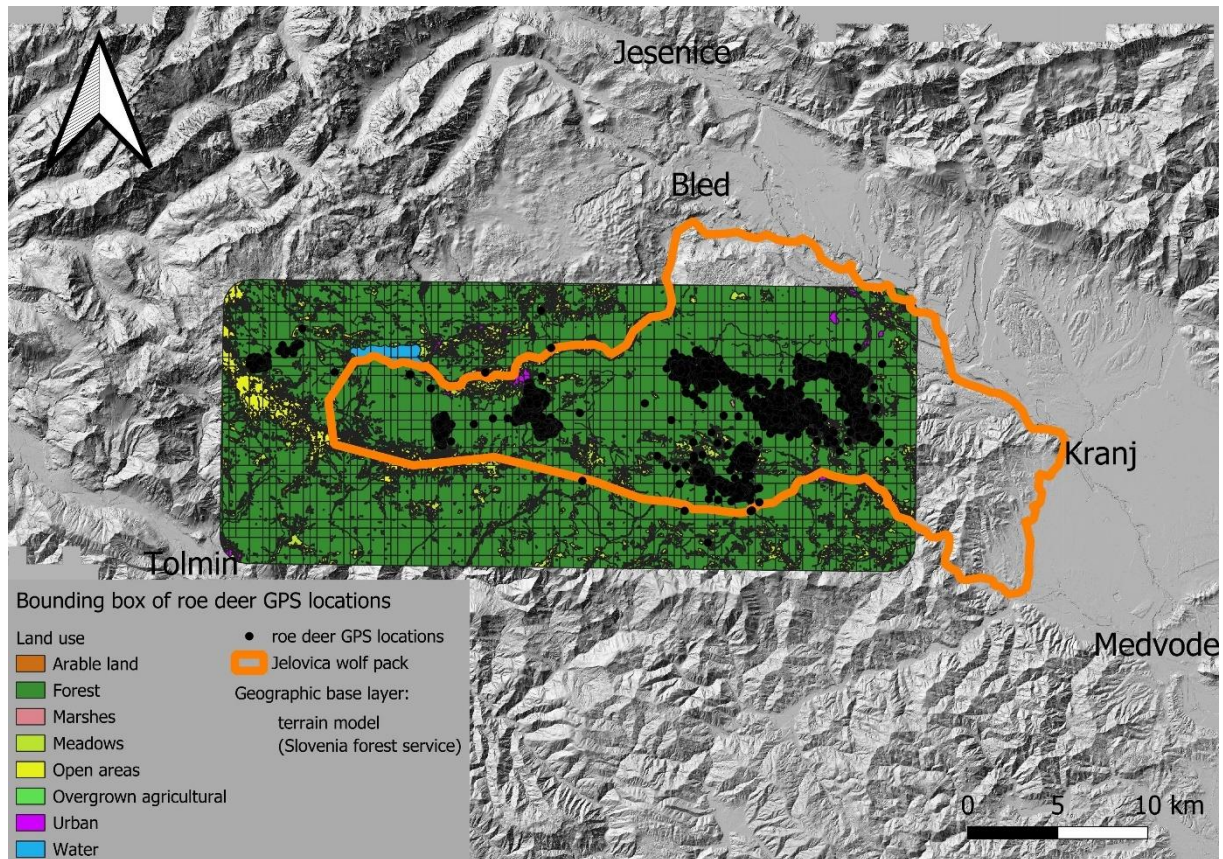 Jesenice
Bled
Kranj
Tolmin
Medvode
Bounding box of roe deer GPS locations
Land use
Arable land
Forest
Marshes
Meadows
Open areas
Overgrown agricultural
Urban
Water
roe deer GPS locations
Jelovica wolf pack
Geographic base layer:
terrain model
(Slovenia forest service)
0 5 10 km